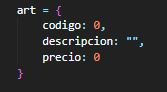 art = {
codigo: 0,
descripcion: "",
precio: 0
}